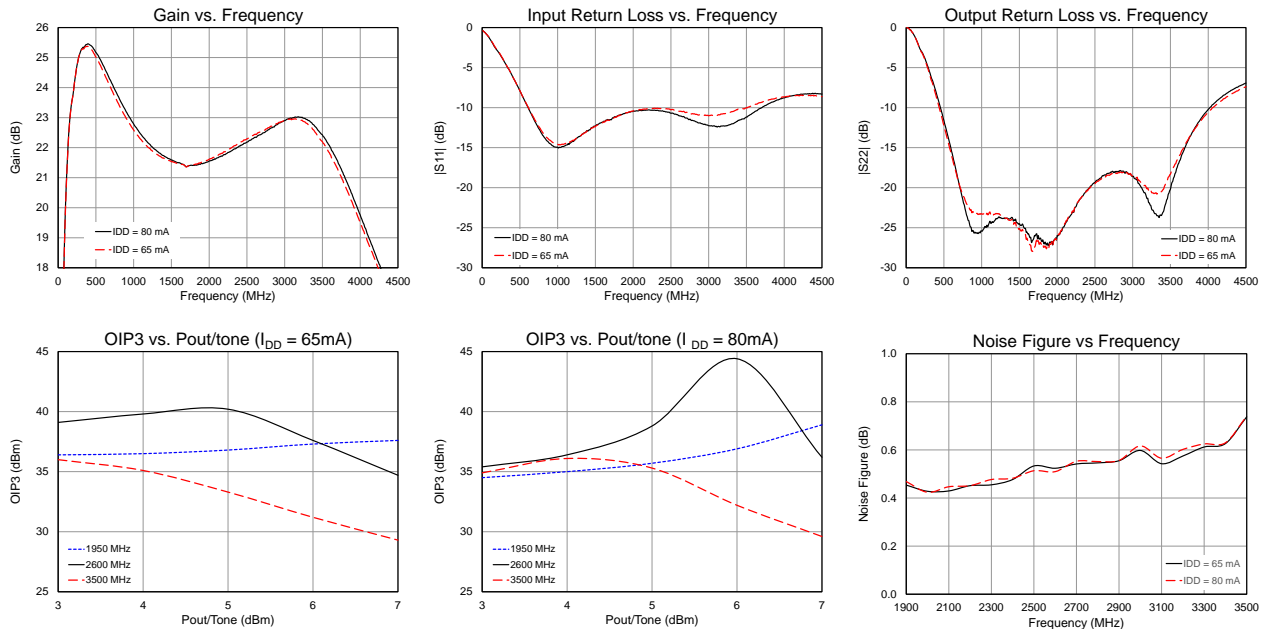 Gain vs. Frequency
26
25
24
23
22
21
20
19
18
Gain (dB)
IDD = 80 mA
IDD = 65 mA
0 500 1000 1500 2000 2500 3000 3500 4000 4500
Frequency (MHz)
Input Return Loss vs. Frequency
0
-5
-10
-15
-20
-25
-30
|S11| (dB)
IDD = 80 mA
IDD = 65 mA
0 500 1000 1500 2000 2500 3000 3500 4000 4500
Frequency (MHz)
Output Return Loss vs. Frequency
0
-5
-10
-15
-20
-25
-30
|S22| (dB)
IDD = 80 mA
IDD = 65 mA
0 500 1000 1500 2000 2500 3000 3500 4000 4500
Frequency (MHz)
OIP3 vs. Pout/tone (IDD = 65mA)
45
40
35
30
25
OIP3 (dBm)
1950 MHz
2600 MHz
3500 MHz
3 4 5 6 7
Pout/Tone (dBm)
OIP3 vs. Pout/tone (I DD = 80mA)
45
40
35
30
25
OIP3 (dBm)
1950 MHz
2600 MHz
3500 MHz
3 4 5 6 7
Pout/Tone (dBm)
Noise Figure vs Frequency
1.0
0.8
0.6
0.4
0.2
0.0
Noise Figure (dB)
IDD = 65 mA
IDD = 80 mA
1900 2100 2300 2500 2700 2900 3100 3300 3500
Frequency (MHz)